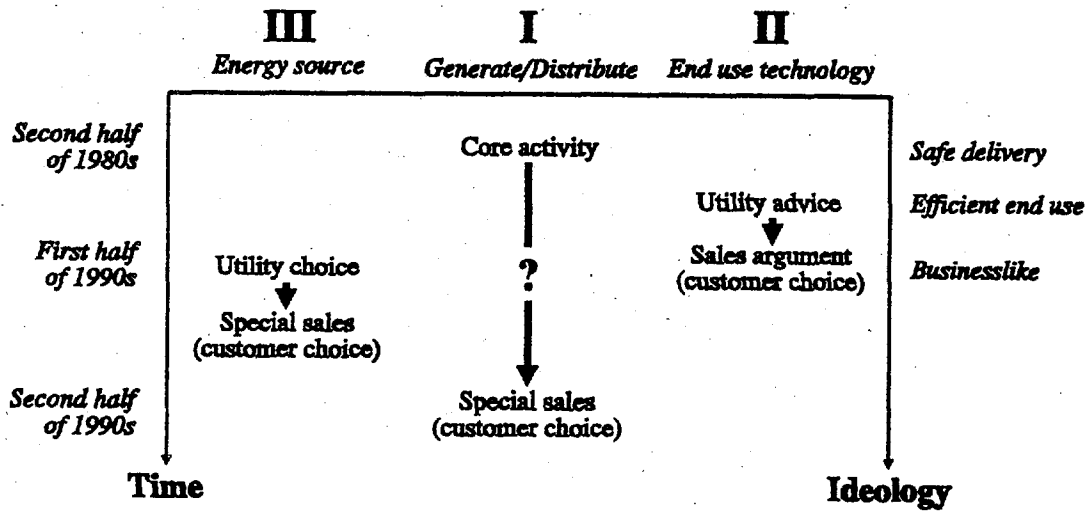 III I II
Energy source Generate/Distribute End use technology
Second half
of 1980s
Core activity
Safe delivery
Utility advice
Efficient end use
First half
of 1990s
Utility choice
?
Sales argument
(customer choice)
Businesslike
Special sales
(customer choice)
Second half
of 1990s
Special sales
(customer choice)
Time
Ideology